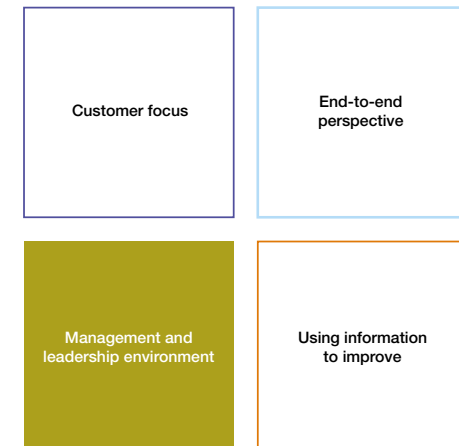 Customer focus
End-to-end
perspective
Management and
leadership environment
Using information
to improve